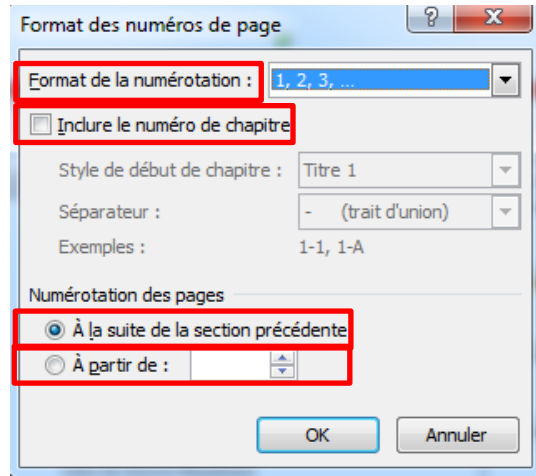 Format des numéros de page
Format de la numérotation : 1, 2, 3, ...
Inclure le numéro de chapitre
Style de début de chapitre : Titre 1
Séparateur : - (trait d'union)
Exemples : 1-1, 1-A
Numérotation des pages
À la suite de la section précédente
À partir de :
OK Annuler